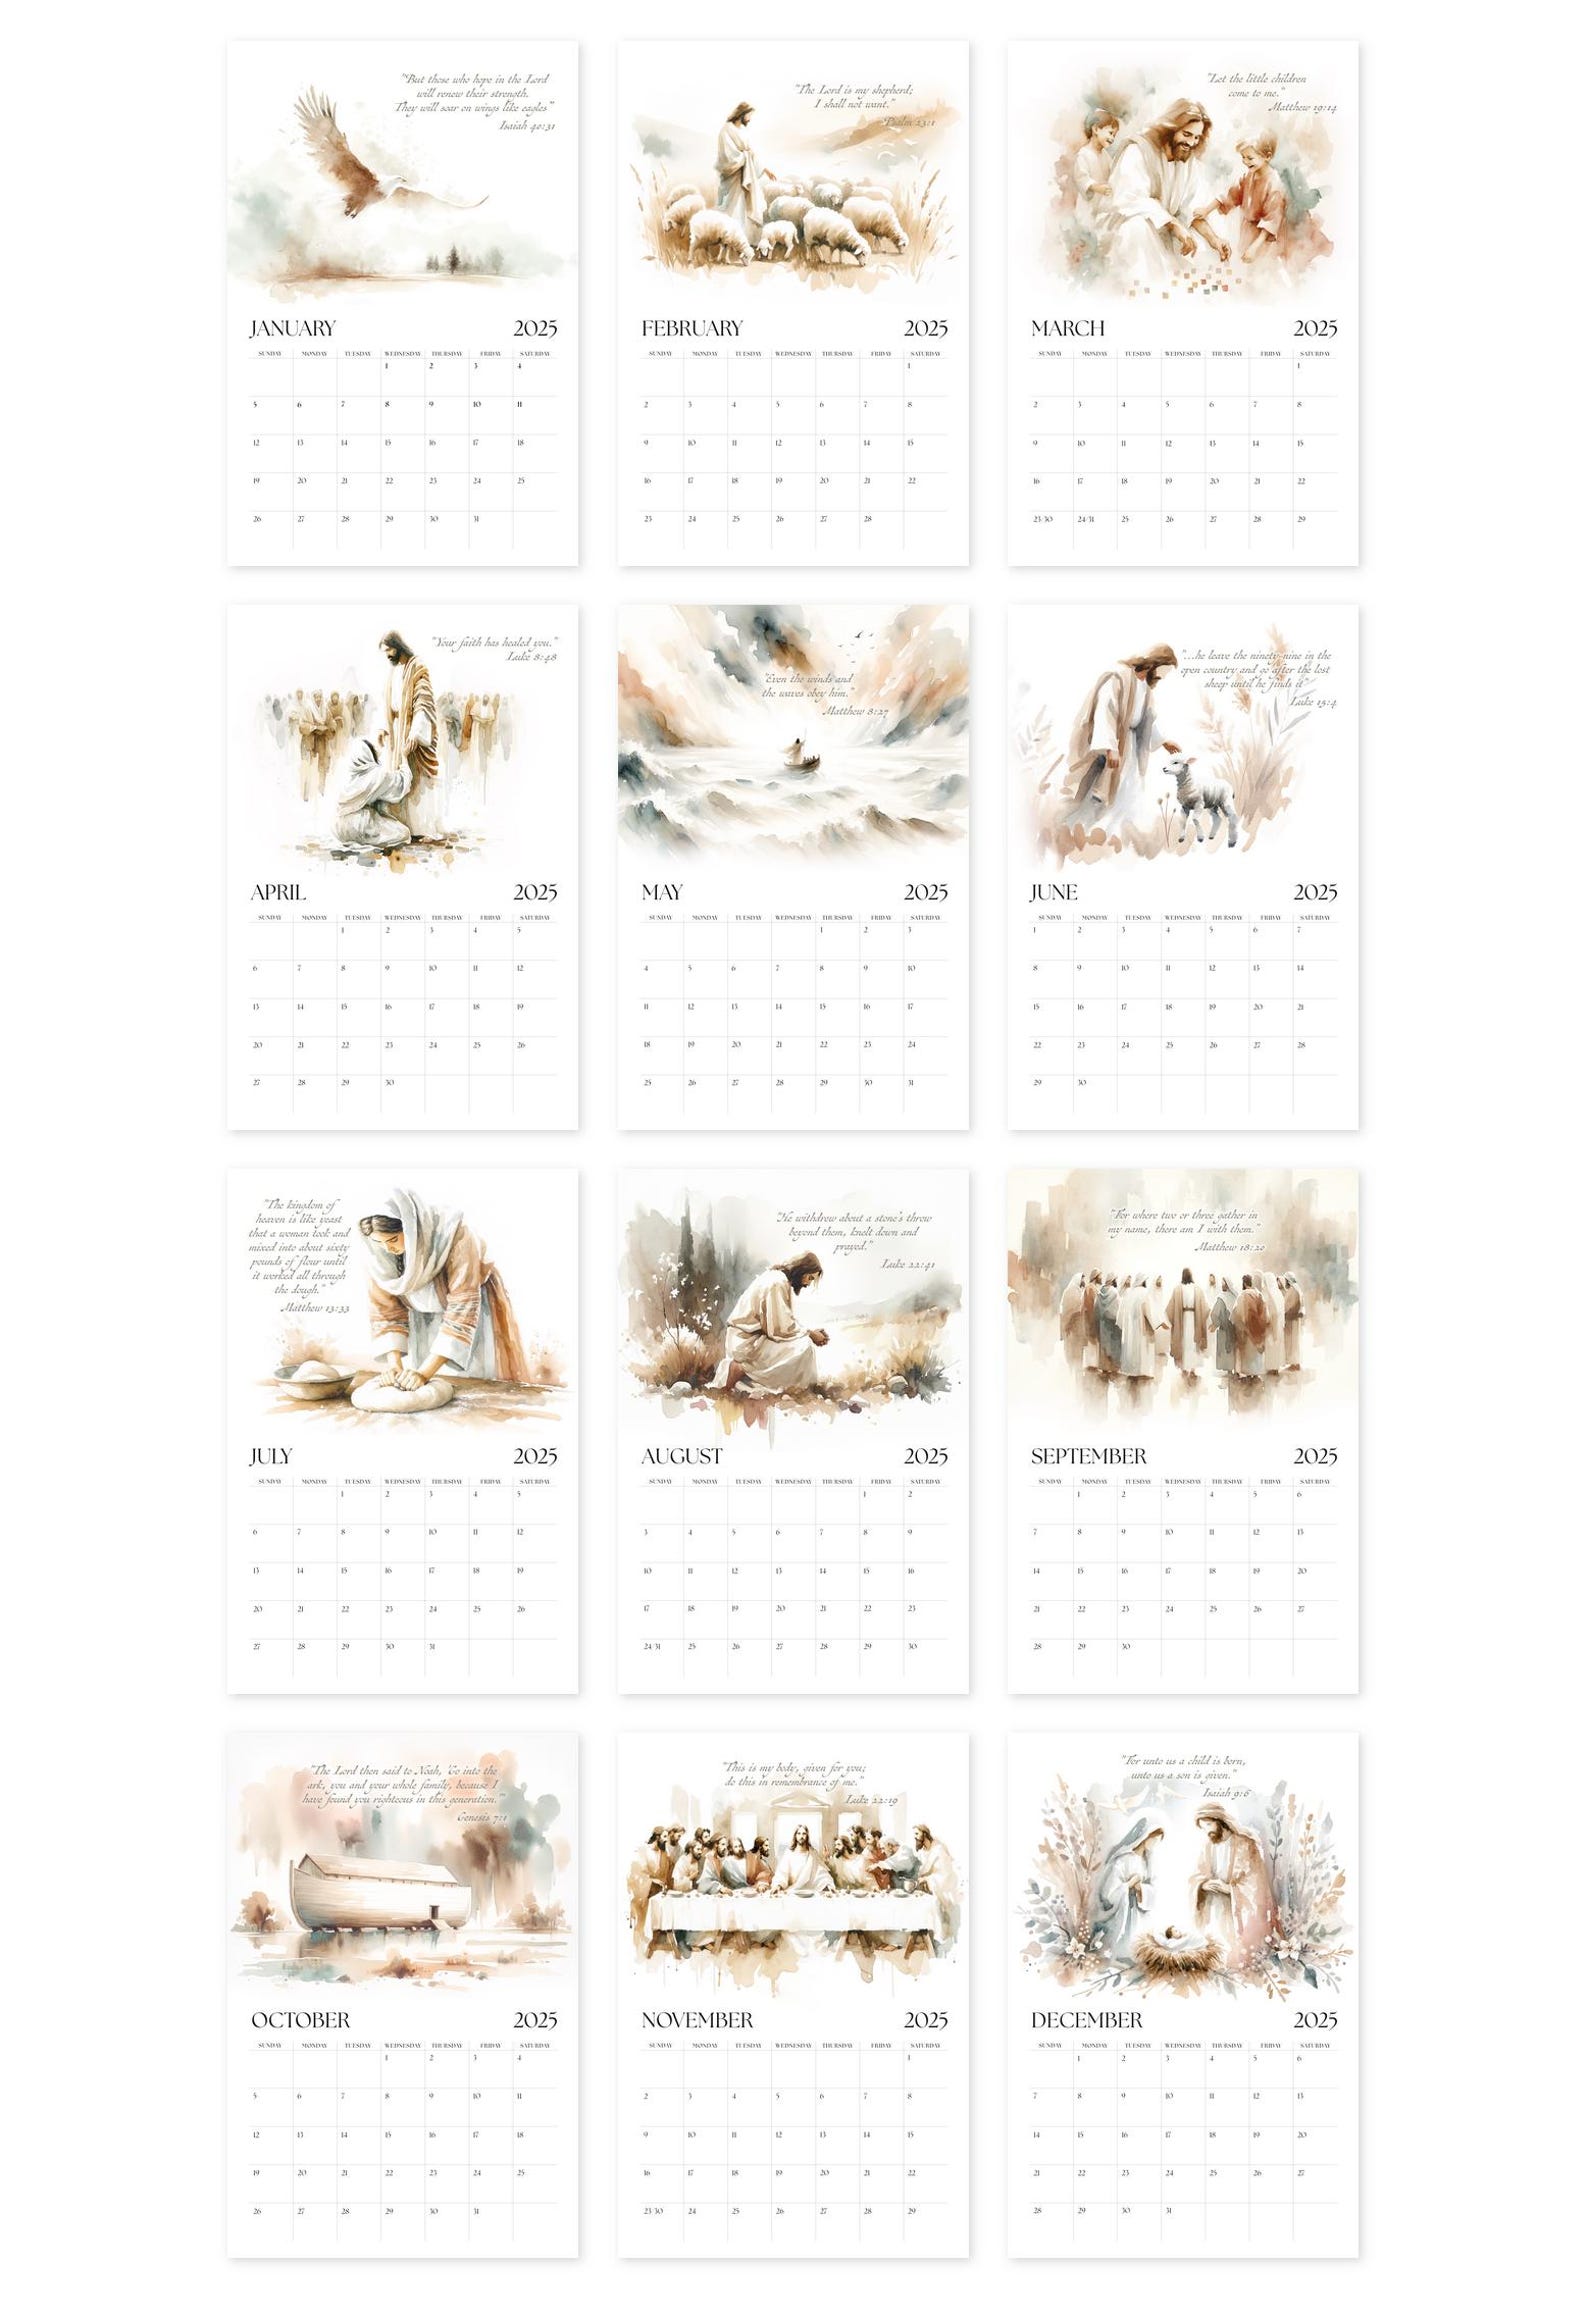 "But those who hope in the Lord
will renew their strength.
They will soar on wings like eagles"
Isaiah 40:31
JANUARY 2025
SUNDAY MONDAY TUESDAY WEDNESDAY THURSDAY FRIDAY SATURDAY
1 2 3 4
5 6 7 8 9 10 11
12 13 14 15 16 17 18
19 20 21 22 23 24 25
26 27 28 29 30 31
"The Lord is my shepherd;
I shall not want."
Psalm 23:1
FEBRUARY 2025
SUNDAY MONDAY TUESDAY WEDNESDAY THURSDAY FRIDAY SATURDAY
1
2 3 4 5 6 7 8
9 10 11 12 13 14 15
16 17 18 19 20 21 22
23 24 25 26 27 28
"Let the little children
come to me."
Matthew 19:14
MARCH 2025
SUNDAY MONDAY TUESDAY WEDNESDAY THURSDAY FRIDAY SATURDAY
1
2 3 4 5 6 7 8
9 10 11 12 13 14 15
16 17 18 19 20 21 22
23/30 24/31 25 26 27 28 29
"Your faith has healed you."
Luke 8:48
APRIL 2025
SUNDAY MONDAY TUESDAY WEDNESDAY THURSDAY FRIDAY SATURDAY
1 2 3 4 5
6 7 8 9 10 11 12
13 14 15 16 17 18 19
20 21 22 23 24 25 26
27 28 29 30
"Even the winds and
the waves obey him."
Matthew 8:27
MAY 2025
SUNDAY MONDAY TUESDAY WEDNESDAY THURSDAY FRIDAY SATURDAY
1 2 3
4 5 6 7 8 9 10
11 12 13 14 15 16 17
18 19 20 21 22 23 24
25 26 27 28 29 30 31
"...he leave the ninety-nine in the
open country and go after the lost
sheep until he finds it"
Luke 15:4
JUNE 2025
SUNDAY MONDAY TUESDAY WEDNESDAY THURSDAY FRIDAY SATURDAY
1 2 3 4 5 6 7
8 9 10 11 12 13 14
15 16 17 18 19 20 21
22 23 24 25 26 27 28
29 30
"The kingdom of
heaven is like yeast
that a woman took and
mixed into about sixty
pounds of flour until
it worked all through
the dough."
Matthew 13:33
JULY 2025
SUNDAY MONDAY TUESDAY WEDNESDAY THURSDAY FRIDAY SATURDAY
1 2 3 4 5
6 7 8 9 10 11 12
13 14 15 16 17 18 19
20 21 22 23 24 25 26
27 28 29 30 31
"He withdrew about a stone's throw
beyond them, knelt down and
prayed."
Luke 22:41
AUGUST 2025
SUNDAY MONDAY TUESDAY WEDNESDAY THURSDAY FRIDAY SATURDAY
1 2
3 4 5 6 7 8 9
10 11 12 13 14 15 16
17 18 19 20 21 22 23
24/31 25 26 27 28 29 30
"For where two or three gather in
my name, there am I with them."
Matthew 18:20
SEPTEMBER 2025
SUNDAY MONDAY TUESDAY WEDNESDAY THURSDAY FRIDAY SATURDAY
1 2 3 4 5 6
7 8 9 10 11 12 13
14 15 16 17 18 19 20
21 22 23 24 25 26 27
28 29 30
"The Lord then said to Noah, 'Go into the
ark, you and your whole family, because I
have found you righteous in this generation.'"
Genesis 7:1
OCTOBER 2025
SUNDAY MONDAY TUESDAY WEDNESDAY THURSDAY FRIDAY SATURDAY
1 2 3 4
5 6 7 8 9 10 11
12 13 14 15 16 17 18
19 20 21 22 23 24 25
26 27 28 29 30 31
"This is my body, given for you;
do this in remembrance of me."
Luke 22:19
NOVEMBER 2025
SUNDAY MONDAY TUESDAY WEDNESDAY THURSDAY FRIDAY SATURDAY
1
2 3 4 5 6 7 8
9 10 11 12 13 14 15
16 17 18 19 20 21 22
23/30 24 25 26 27 28 29
"For unto us a child is born,
unto us a son is given."
Isaiah 9:6
DECEMBER 2025
SUNDAY MONDAY TUESDAY WEDNESDAY THURSDAY FRIDAY SATURDAY
1 2 3 4 5 6
7 8 9 10 11 12 13
14 15 16 17 18 19 20
21 22 23 24 25 26 27
28 29 30 31